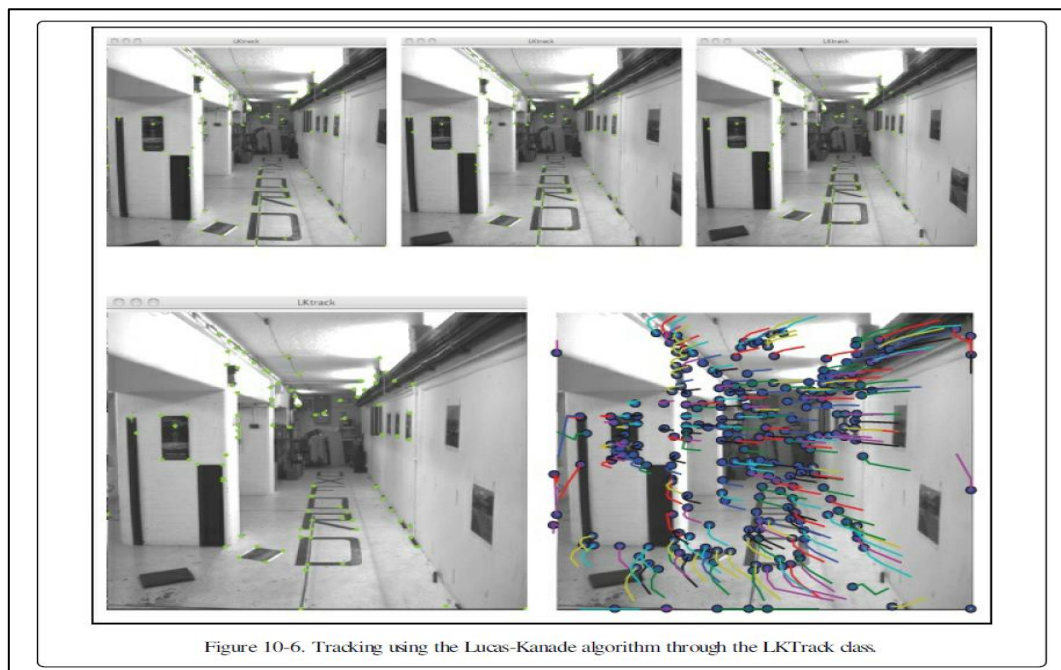 LKtrack
LKtrack
LKtrack
LKtrack
Figure 10-6. Tracking using the Lucas-Kanade algorithm through the LKTrack class.